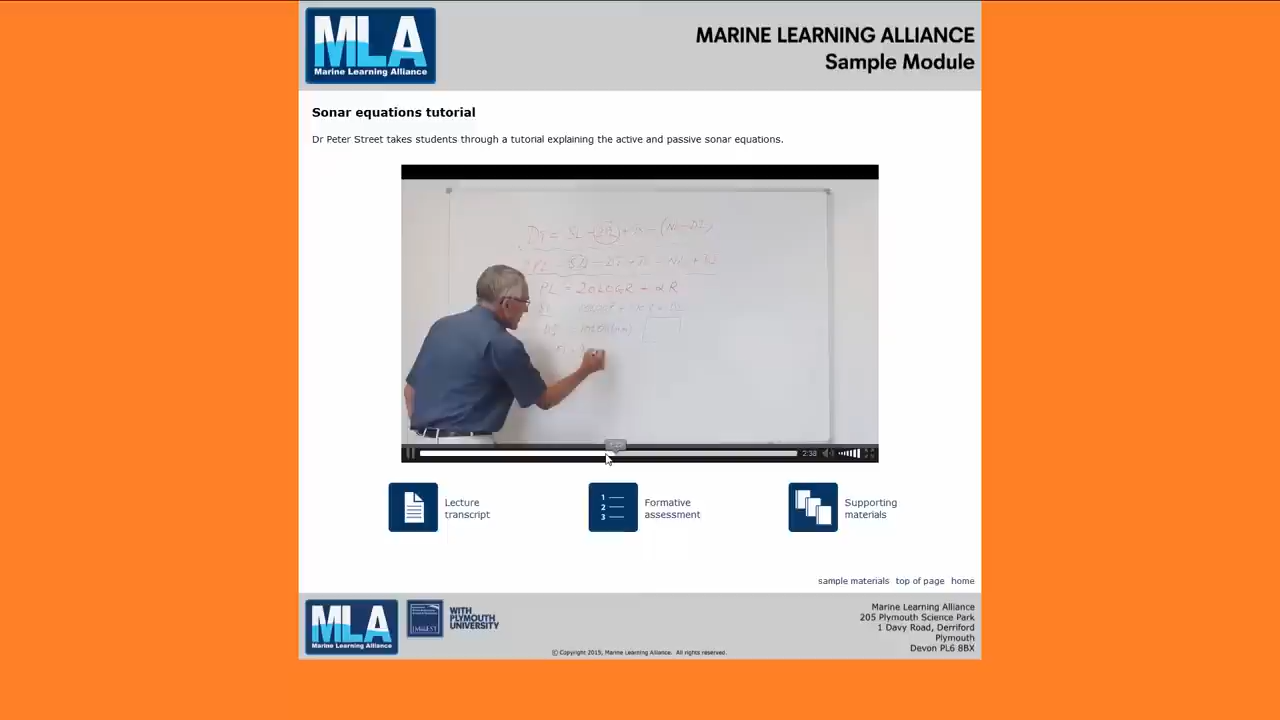 MLA
Marine Learning Alliance
MARINE LEARNING ALLIANCE
Sample Module
Sonar equations tutorial
Dr Peter Street takes students through a tutorial explaining the active and passive sonar equations.
PL = 20LOGR + αR
2:38
Lecture
transcript
1
2
3
Formative
assessment
Supporting
materials
sample materials top of page home
MLA
Marine Learning Alliance
WITH
PLYMOUTH
UNIVERSITY
© Copyright 2015, Marine Learning Alliance. All rights reserved.
Marine Learning Alliance
205 Plymouth Science Park
1 Davy Road, Derriford
Plymouth
Devon PL6 8BX